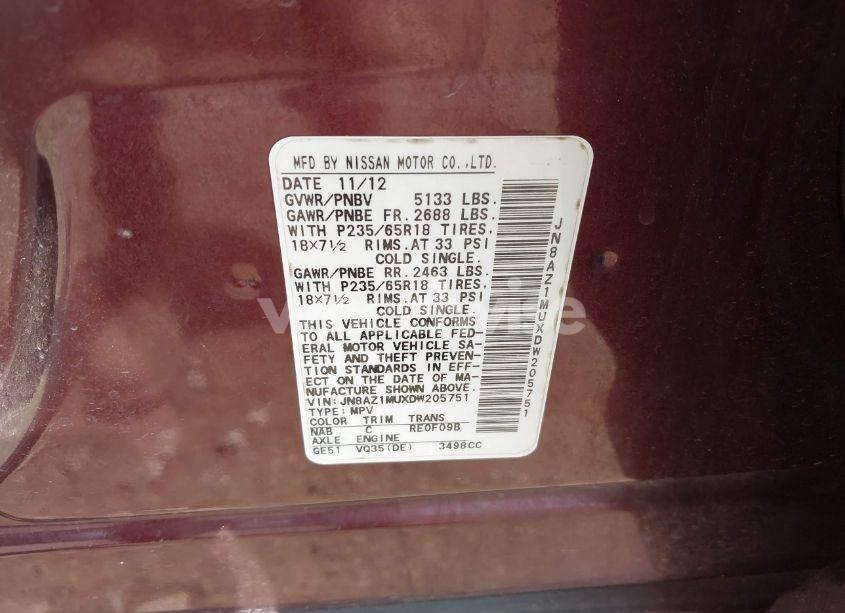 MFD BY NISSAN MOTOR CO.,LTD.
DATE 11/12
GVWR/PNBV 5133 LBS.
GAWR/PNBE FR. 2688 LBS.
WITH P235/65R18 TIRES,
18×7½ RIMS.AT 33 PSI
COLD SINGLE.
GAWR/PNBE RR. 2463 LBS.
WITH P235/65R18 TIRES,
18×7½ RIMS.AT 33 PSI
COLD SINGLE.
THIS VEHICLE CONFORMS
TO ALL APPLICABLE FED-
ERAL MOTOR VEHICLE SA-
FETY AND THEFT PREVEN-
TION STANDARDS IN EFF-
ECT ON THE DATE OF MA-
NUFACTURE SHOWN ABOVE.
VIN: JN8AZ1MUXDW205751
TYPE: MPV
COLOR TRIM TRANS
NAB C RE0F09B
AXLE ENGINE
GE51 VQ35(DE) 3498CC
JN8AZ1MUXDW205751